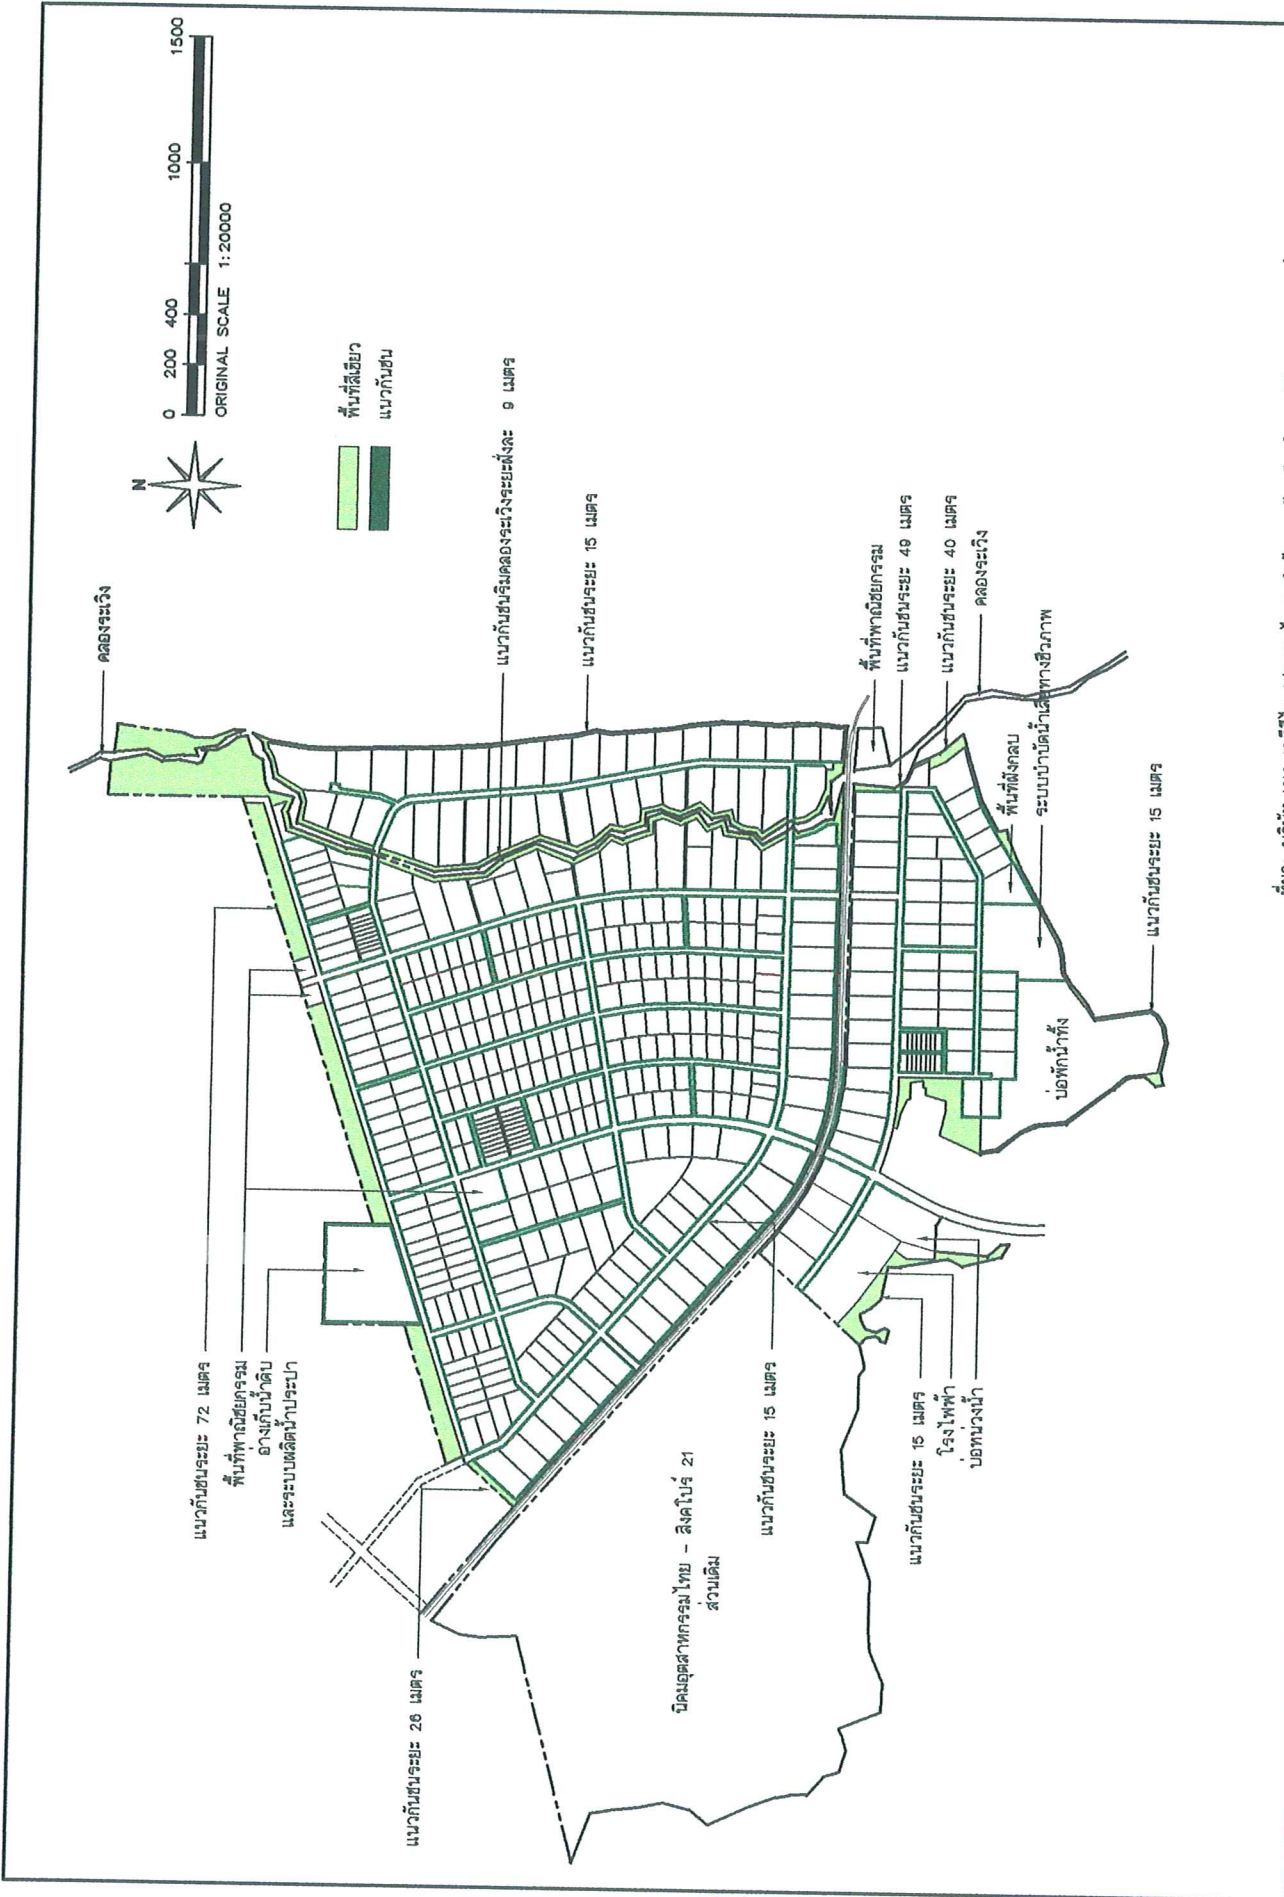 0 200 400 1000 1500
ORIGINAL SCALE 1:20000
N
พื้นที่สีเขียว
แนวกันชน
คลองระเวิง
แนวกันชนริมคลองระเวิงระยะฝั่งละ 9 เมตร
แนวกันชนระยะ 15 เมตร
พื้นที่พาณิชยกรรม
แนวกันชนระยะ 49 เมตร
แนวกันชนระยะ 40 เมตร
คลองระเวิง
พื้นที่ฝังกลบ
ระบบบำบัดน้ำเสียทางชีวภาพ
แนวกันชนระยะ 15 เมตร
บ่อพักน้ำทิ้ง
แนวกันชนระยะ 72 เมตร
พื้นที่พาณิชยกรรม
อ่างเก็บน้ำดิบ
และระบบผลิตน้ำประปา
แนวกันชนระยะ 26 เมตร
นิคมอุตสาหกรรมไทย - สิงคโปร์ 21
ส่วนเดิม
แนวกันชนระยะ 15 เมตร
แนวกันชนระยะ 15 เมตร
โรงไฟฟ้า
บ่อหน่วงน้ำ